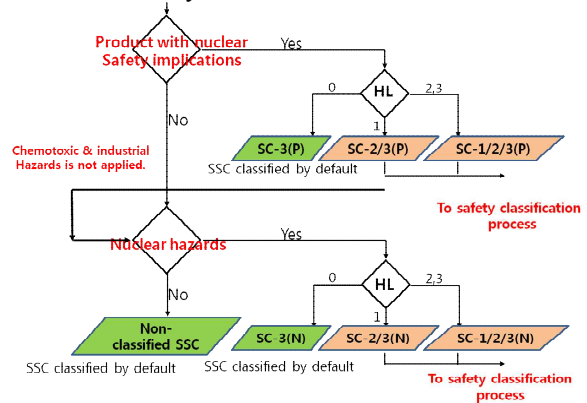 Product with nuclear
Safety implications
Yes
HL
0
2,3
1
No
SC-3(P)
SC-2/3(P)
SC-1/2/3(P)
Chemotoxic & industrial
Hazards is not applied.
SSC classified by default
To safety classification
process
Nuclear hazards
Yes
HL
0
2,3
1
No
Non-
classified SSC
SC-3(N)
SC-2/3(N)
SC-1/2/3(N)
SSC classified by default
SSC classified by default
To safety classification
process